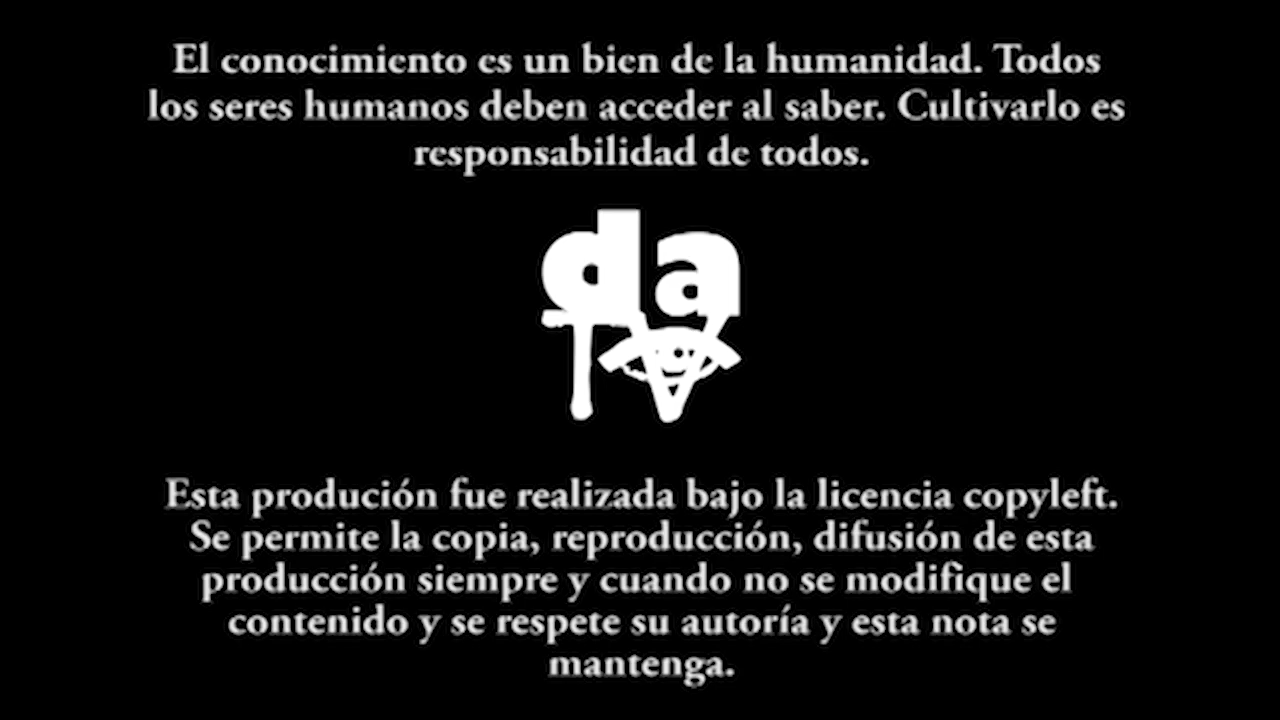 El conocimiento es un bien de la humanidad. Todos
los seres humanos deben acceder al saber. Cultivarlo es
responsabilidad de todos.
da
TV
Esta produción fue realizada bajo la licencia copyleft.
Se permite la copia, reproducción, difusión de esta
producción siempre y cuando no se modifique el
contenido y se respete su autoría y esta nota se
mantenga.